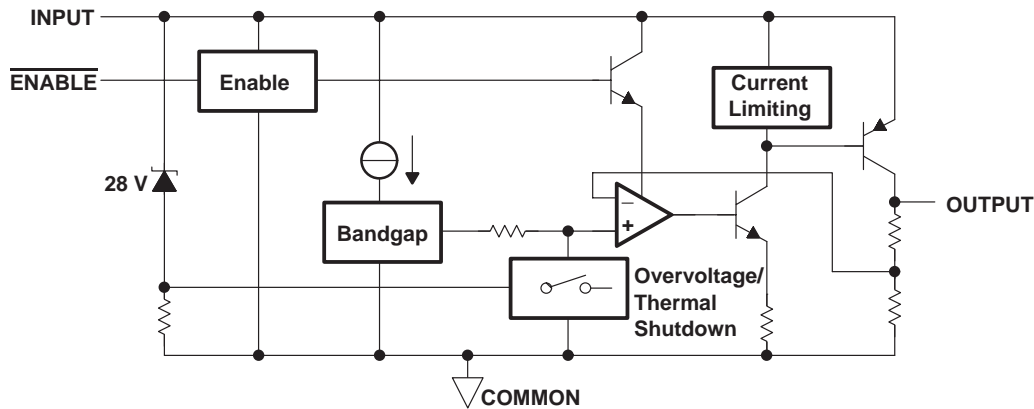 INPUT
ENABLE
Enable
Current
Limiting
28 V
−
+
Bandgap
OUTPUT
Overvoltage/
Thermal
Shutdown
COMMON